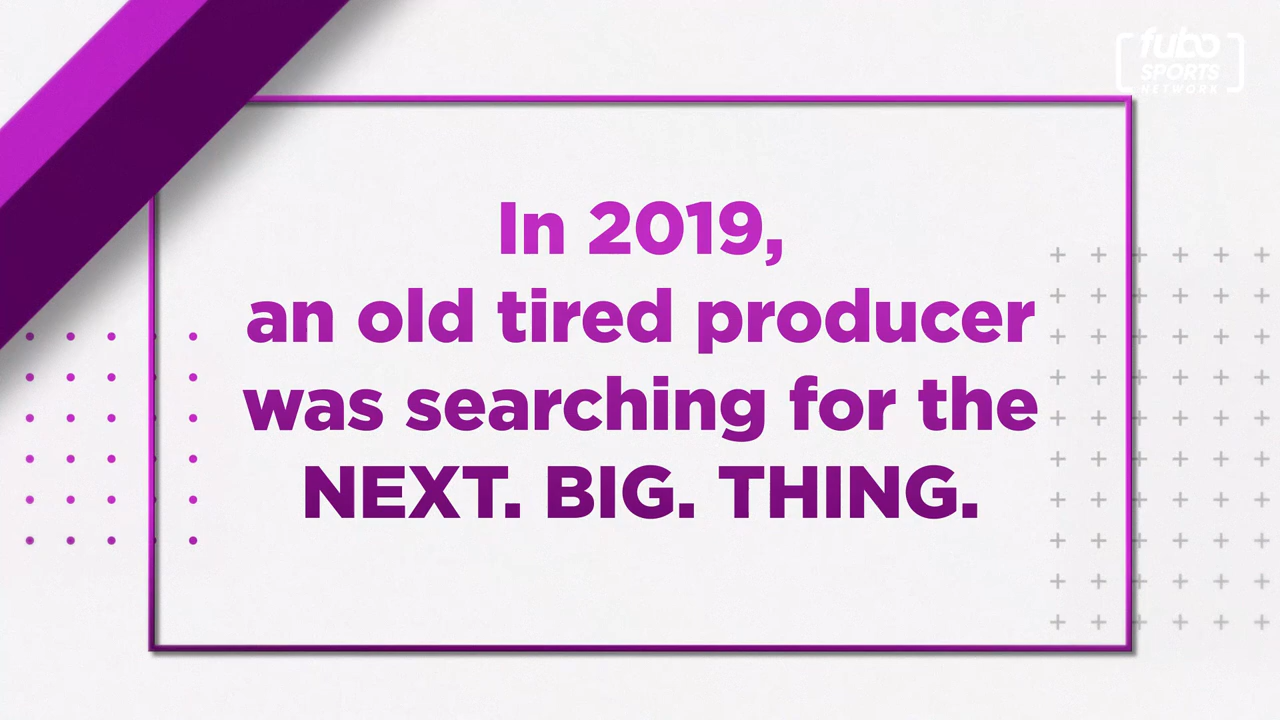 fubo
SPORTS
NETWORK
In 2019,
an old tired producer
was searching for the
NEXT. BIG. THING.